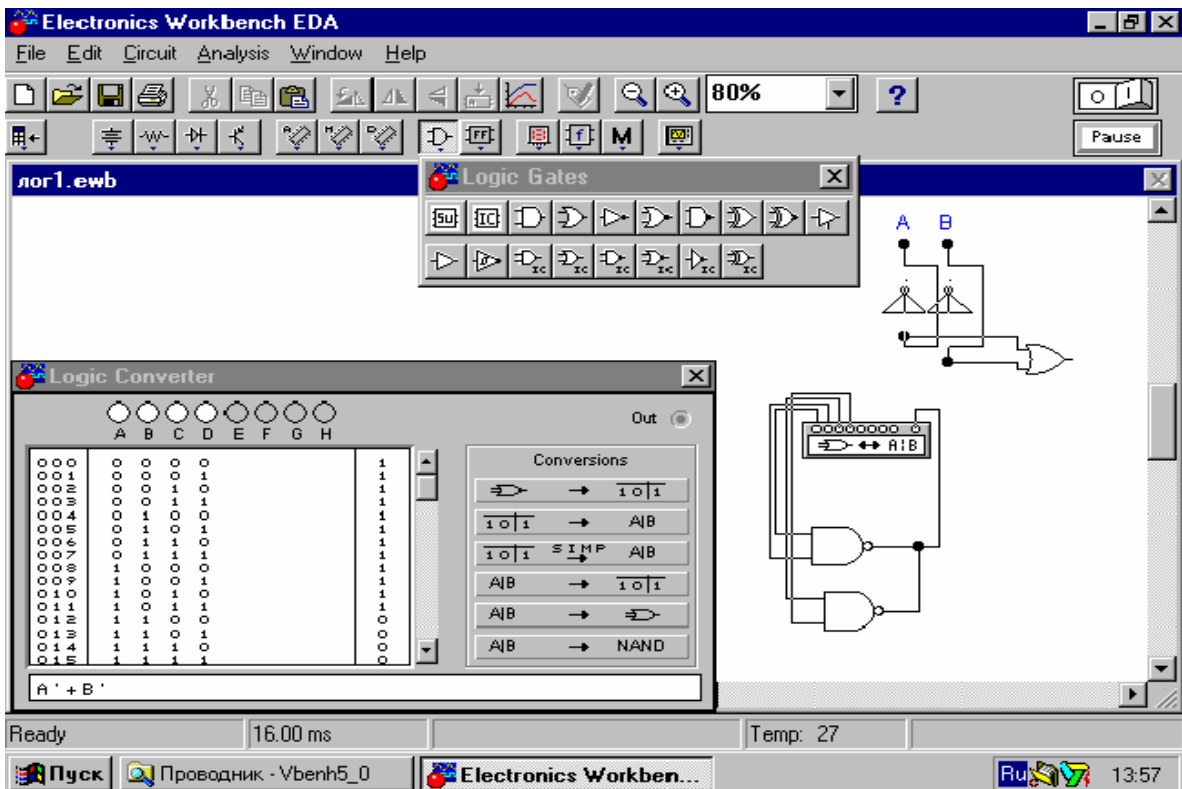 Electronics Workbench EDA
File Edit Circuit Analysis Window Help
80% ?
Pause
M
лог1.ewb
Logic Gates
A B
Logic Converter
A B C D E F G H
Out
Conversions
→ 1 0 1
1 0 1 → A|B
1 0 1 SIMP → A|B
A|B → 1 0 1
A|B →
A|B → NAND
000 0 0 0 0 1
001 0 0 0 1 1
002 0 0 1 0 1
003 0 0 1 1 1
004 0 1 0 0 1
005 0 1 0 1 1
006 0 1 1 0 1
007 0 1 1 1 1
008 1 0 0 0 1
009 1 0 0 1 1
010 1 0 1 0 1
011 1 0 1 1 1
012 1 1 0 0 0
013 1 1 0 1 0
014 1 1 1 0 0
015 1 1 1 1 0
A'+B'
A|B
Ready 16.00 ms Temp: 27
Пуск Проводник - Vbenh5_0 Electronics Workben... Ru 13:57